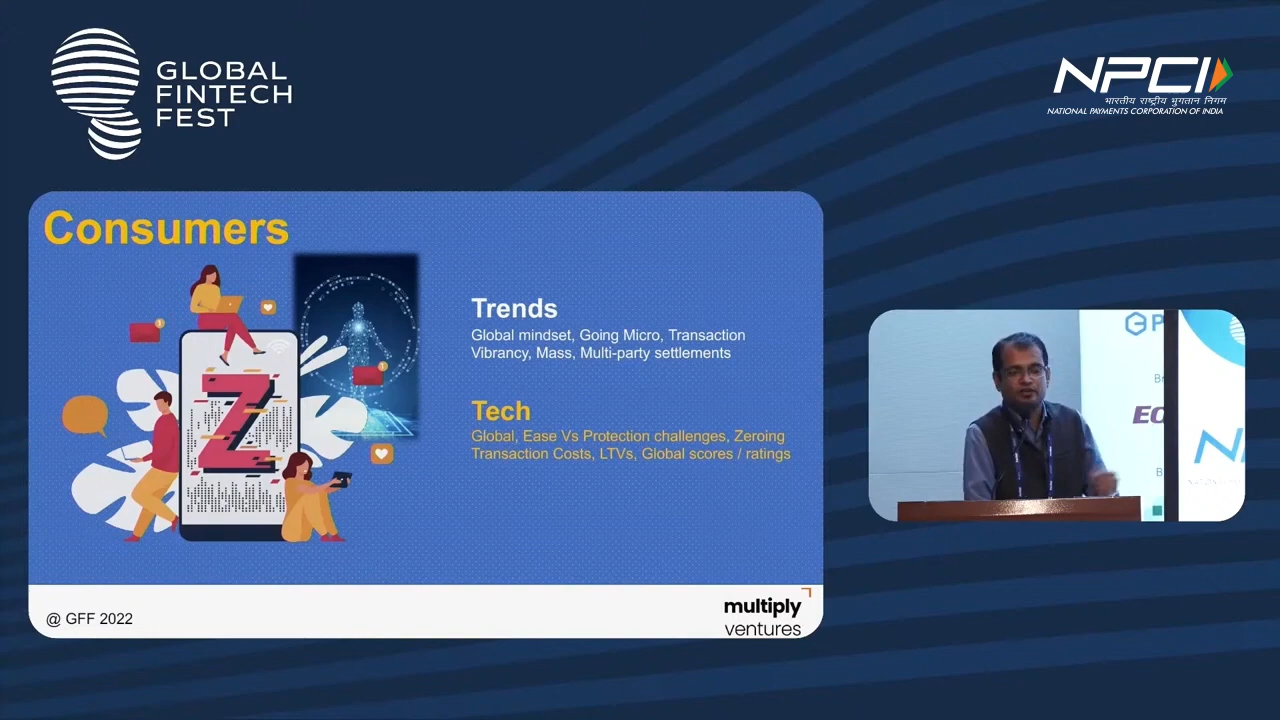 GLOBAL
FINTECH
FEST
NPCI
भारतीय राष्ट्रीय भुगतान निगम
NATIONAL PAYMENTS CORPORATION OF INDIA
Consumers
Z
1
1
Trends
Global mindset, Going Micro, Transaction
Vibrancy, Mass, Multi-party settlements
Tech
Global, Ease Vs Protection challenges, Zeroing
Transaction Costs, LTVs, Global scores / ratings
@ GFF 2022
multiply
ventures